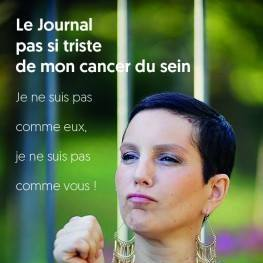 Le Journal
pas si triste
de mon cancer du sein
Je ne suis pas
comme eux,
je ne suis pas
comme vous !